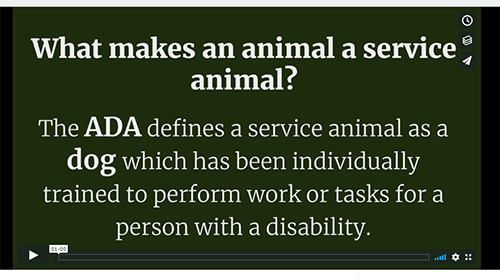 What makes an animal a service
animal?
The ADA defines a service animal as a
dog which has been individually
trained to perform work or tasks for a
person with a disability.
01:00